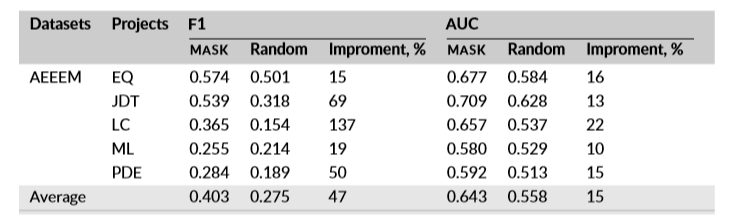 Datasets Projects F1 AUC
MASK Random Improment, % MASK Random Improment, %
AEEEM EQ 0.574 0.501 15 0.677 0.584 16
JDT 0.539 0.318 69 0.709 0.628 13
LC 0.365 0.154 137 0.657 0.537 22
ML 0.255 0.214 19 0.580 0.529 10
PDE 0.284 0.189 50 0.592 0.513 15
Average 0.403 0.275 47 0.643 0.558 15